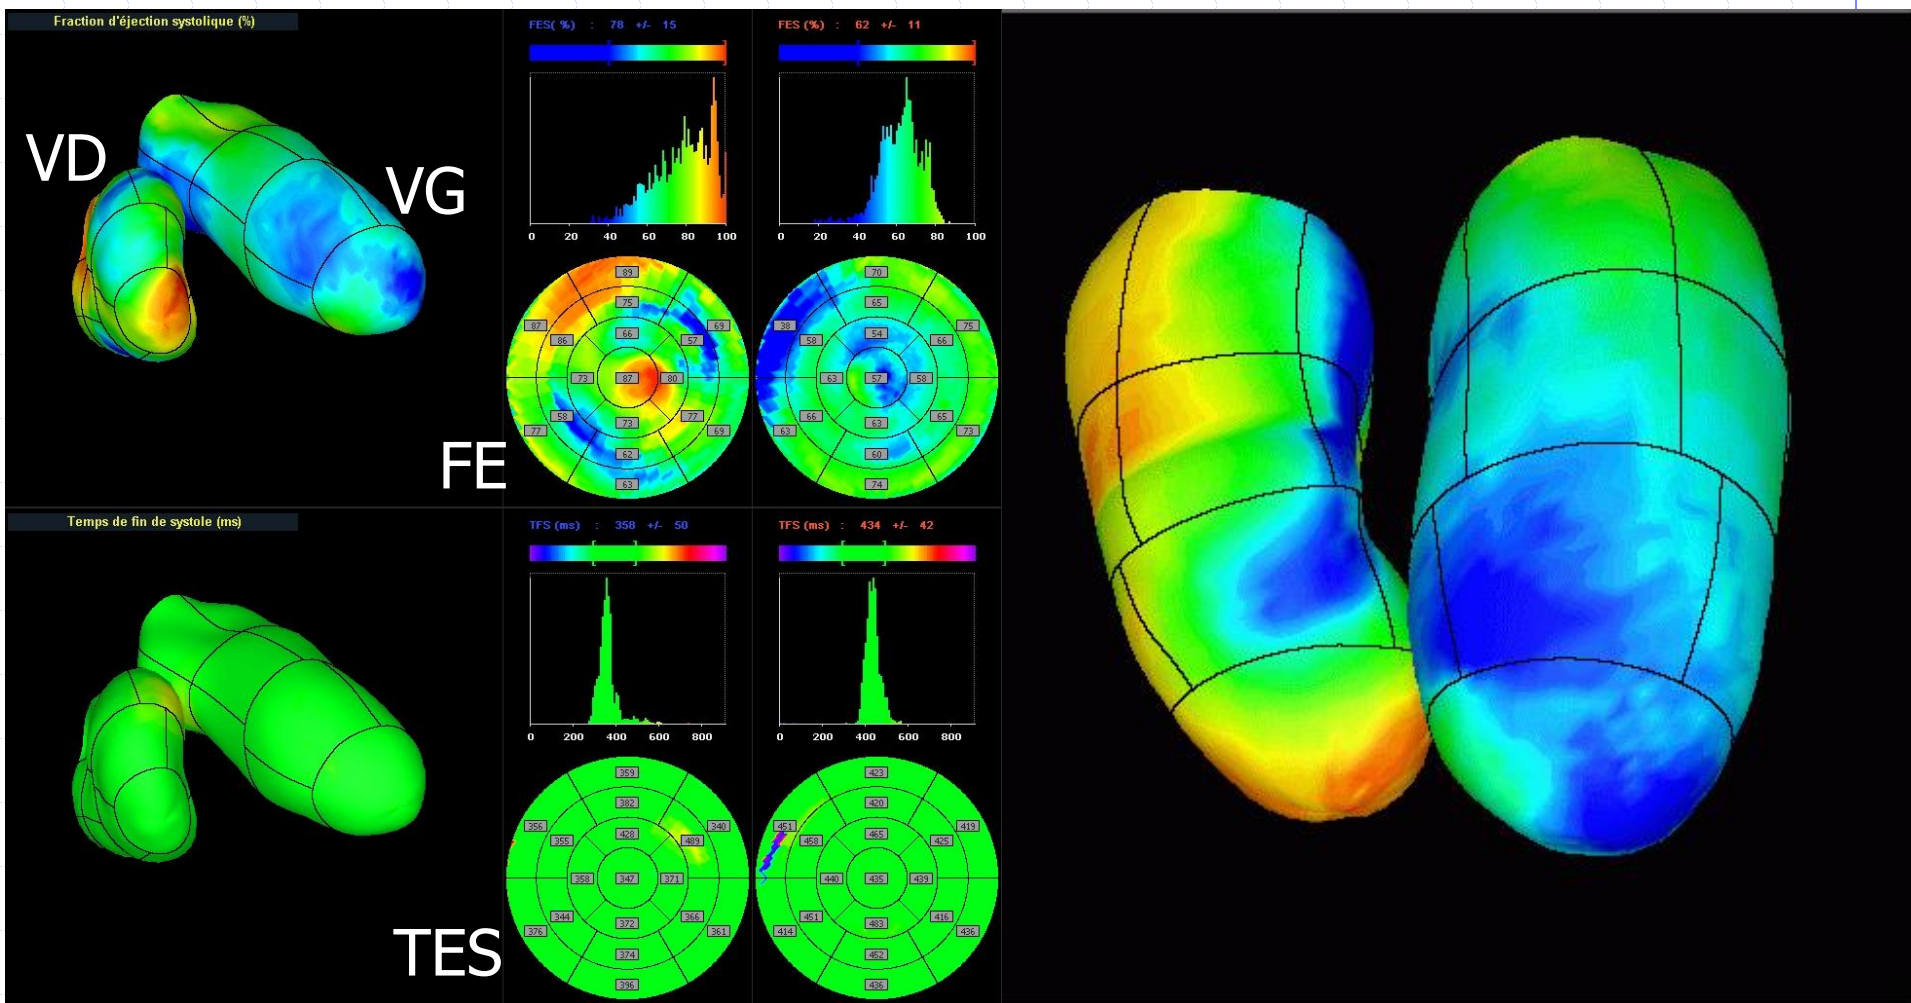 Fraction d'éjection systolique (%)
VD
VG
FE
FES( %) : 78 +/- 15
0 20 40 60 80 100
89
75
87 69
66
86 57
73 87 80
58 77
73
77 69
62
63
FES (%) : 62 +/- 11
0 20 40 60 80 100
70
65
38 75
54
58 66
63 57 58
66 65
63
63 73
60
74
Temps de fin de systole (ms)
TES
TFS (ms) : 358 +/- 50
0 200 400 600 800
359
382
356 340
428
355 489
358 347 371
344 366
372
376 361
374
396
TFS (ms) : 434 +/- 42
0 200 400 600 800
423
420
451 419
465
458 425
440 435 439
451 416
483
414 436
452
436